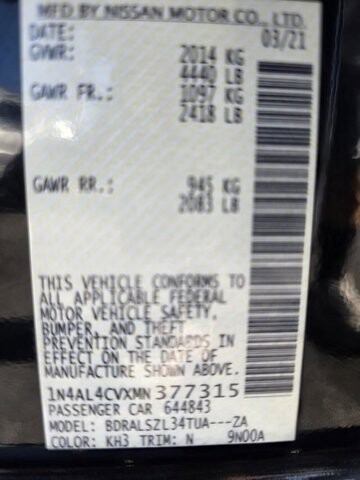 MFD BY NISSAN MOTOR CO., LTD.
DATE: 03/21
GVWR: 2014 KG
4440 LB
GAWR FR.: 1097 KG
2418 LB
GAWR RR.: 945 KG
2083 LB
THIS VEHICLE CONFORMS TO
ALL APPLICABLE FEDERAL
MOTOR VEHICLE SAFETY,
BUMPER, AND THEFT
PREVENTION STANDARDS IN
EFFECT ON THE DATE OF
MANUFACTURE SHOWN ABOVE.
1N4AL4CVXMN377315
PASSENGER CAR 644843
MODEL: BDRALSZL34TUA---ZA
COLOR: KH3 TRIM: N 9N00A